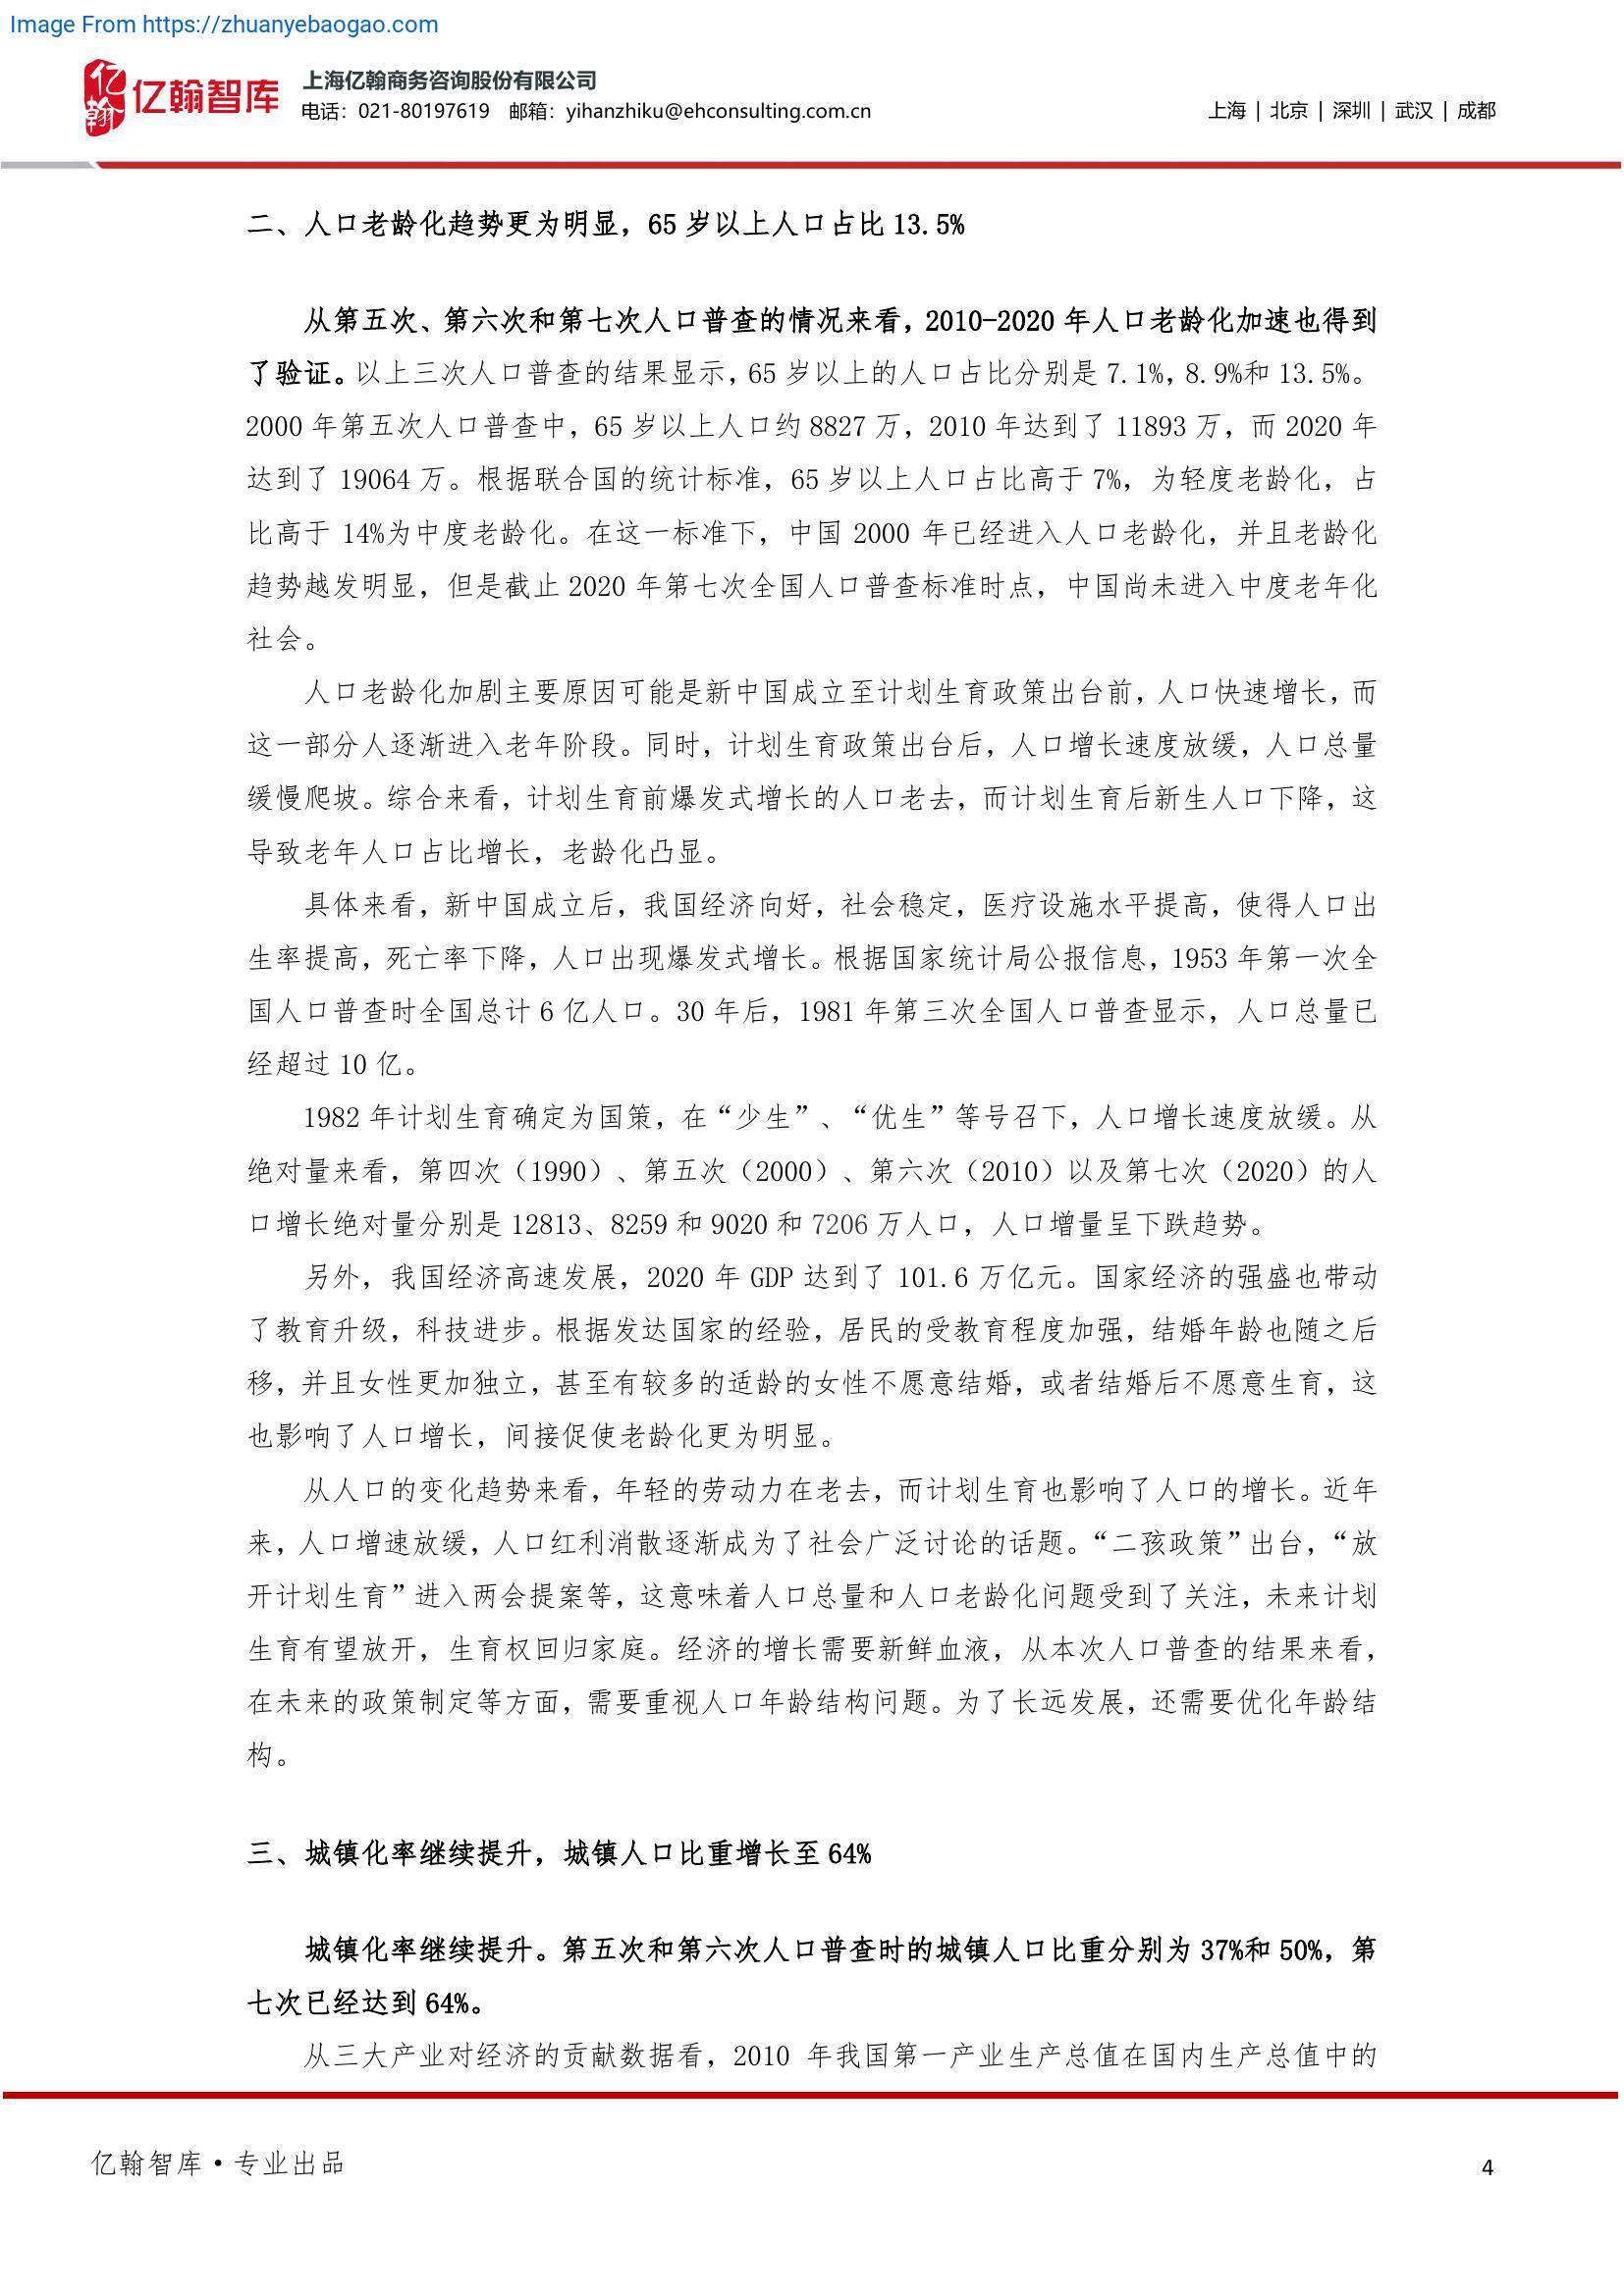 Image From https://zhuanyebaogao.com
亿翰
亿翰智库
上海亿翰商务咨询股份有限公司
电话：021-80197619 邮箱：yihanzhiku@ehconsulting.com.cn
上海 | 北京 | 深圳 | 武汉 | 成都
二、人口老龄化趋势更为明显，65 岁以上人口占比 13.5%
从第五次、第六次和第七次人口普查的情况来看，2010-2020 年人口老龄化加速也得到
了验证。以上三次人口普查的结果显示，65 岁以上的人口占比分别是 7.1%，8.9%和 13.5%。
2000 年第五次人口普查中，65 岁以上人口约 8827 万，2010 年达到了 11893 万，而 2020 年
达到了 19064 万。根据联合国的统计标准，65 岁以上人口占比高于 7%，为轻度老龄化，占
比高于 14%为中度老龄化。在这一标准下，中国 2000 年已经进入人口老龄化，并且老龄化
趋势越发明显，但是截止 2020 年第七次全国人口普查标准时点，中国尚未进入中度老年化
社会。
人口老龄化加剧主要原因可能是新中国成立至计划生育政策出台前，人口快速增长，而
这一部分人逐渐进入老年阶段。同时，计划生育政策出台后，人口增长速度放缓，人口总量
缓慢爬坡。综合来看，计划生育前爆发式增长的人口老去，而计划生育后新生人口下降，这
导致老年人口占比增长，老龄化凸显。
具体来看，新中国成立后，我国经济向好，社会稳定，医疗设施水平提高，使得人口出
生率提高，死亡率下降，人口出现爆发式增长。根据国家统计局公报信息，1953 年第一次全
国人口普查时全国总计 6 亿人口。30 年后，1981 年第三次全国人口普查显示，人口总量已
经超过 10 亿。
1982 年计划生育确定为国策，在“少生”、“优生”等号召下，人口增长速度放缓。从
绝对量来看，第四次（1990）、第五次（2000）、第六次（2010）以及第七次（2020）的人
口增长绝对量分别是 12813、8259 和 9020 和 7206 万人口，人口增量呈下跌趋势。
另外，我国经济高速发展，2020 年 GDP 达到了 101.6 万亿元。国家经济的强盛也带动
了教育升级，科技进步。根据发达国家的经验，居民的受教育程度加强，结婚年龄也随之后
移，并且女性更加独立，甚至有较多的适龄的女性不愿意结婚，或者结婚后不愿意生育，这
也影响了人口增长，间接促使老龄化更为明显。
从人口的变化趋势来看，年轻的劳动力在老去，而计划生育也影响了人口的增长。近年
来，人口增速放缓，人口红利消散逐渐成为了社会广泛讨论的话题。“二孩政策”出台，“放
开计划生育”进入两会提案等，这意味着人口总量和人口老龄化问题受到了关注，未来计划
生育有望放开，生育权回归家庭。经济的增长需要新鲜血液，从本次人口普查的结果来看，
在未来的政策制定等方面，需要重视人口年龄结构问题。为了长远发展，还需要优化年龄结
构。
三、城镇化率继续提升，城镇人口比重增长至 64%
城镇化率继续提升。第五次和第六次人口普查时的城镇人口比重分别为 37%和 50%，第
七次已经达到 64%。
从三大产业对经济的贡献数据看，2010 年我国第一产业生产总值在国内生产总值中的
亿翰智库·专业出品
4